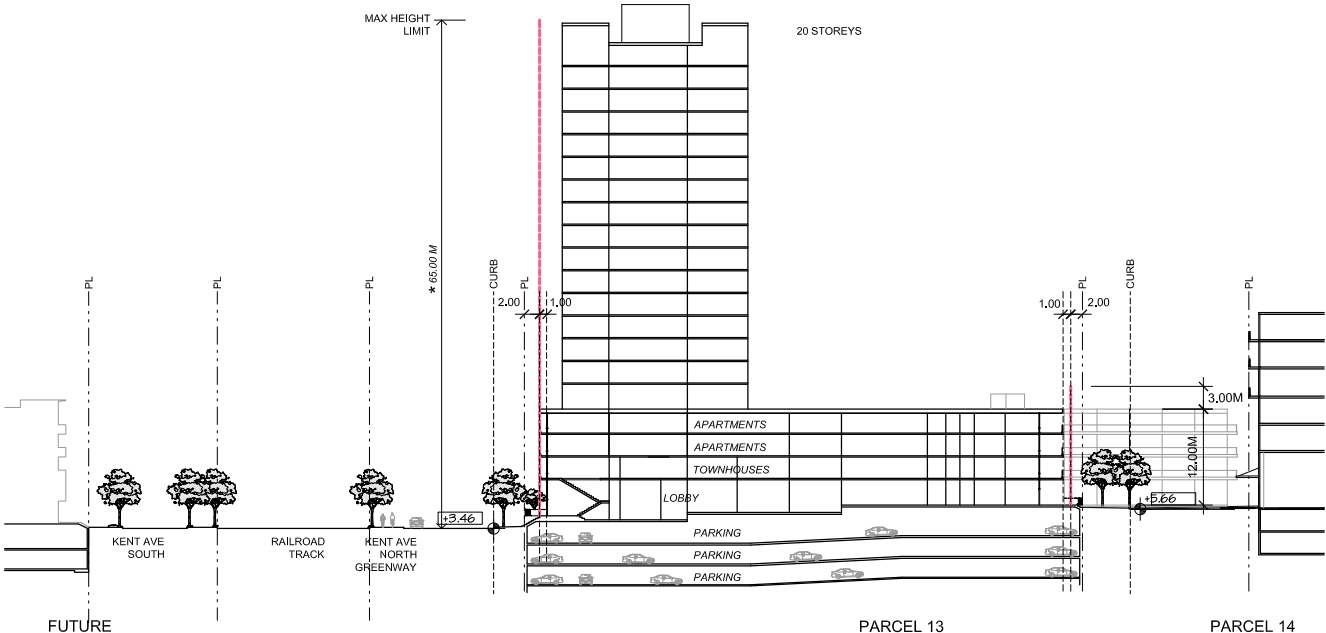 MAX HEIGHT
LIMIT
20 STOREYS
* 65.00 M
PL
PL
PL
CURB
PL
2.00
1.00
1.00
2.00
PL
CURB
PL
3.00M
12.00M
APARTMENTS
APARTMENTS
TOWNHOUSES
LOBBY
+3.46
+5.66
PARKING
PARKING
PARKING
KENT AVE
SOUTH
RAILROAD
TRACK
KENT AVE
NORTH
GREENWAY
FUTURE
PARCEL 13
PARCEL 14